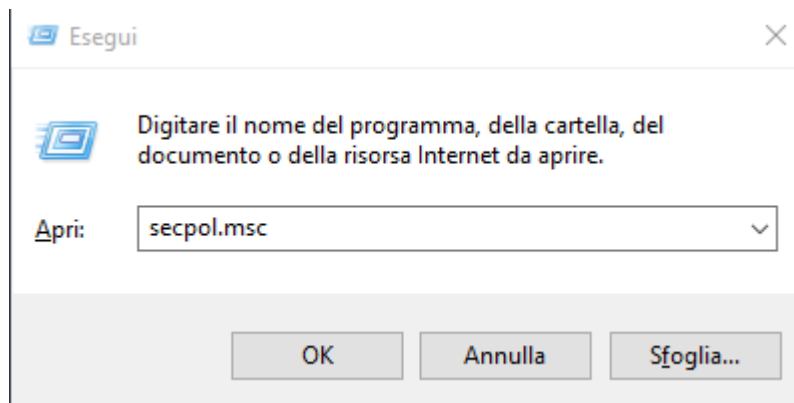 Esegui
Digitare il nome del programma, della cartella, del
documento o della risorsa Internet da aprire.
Apri: secpol.msc
OK Annulla Sfoglia...